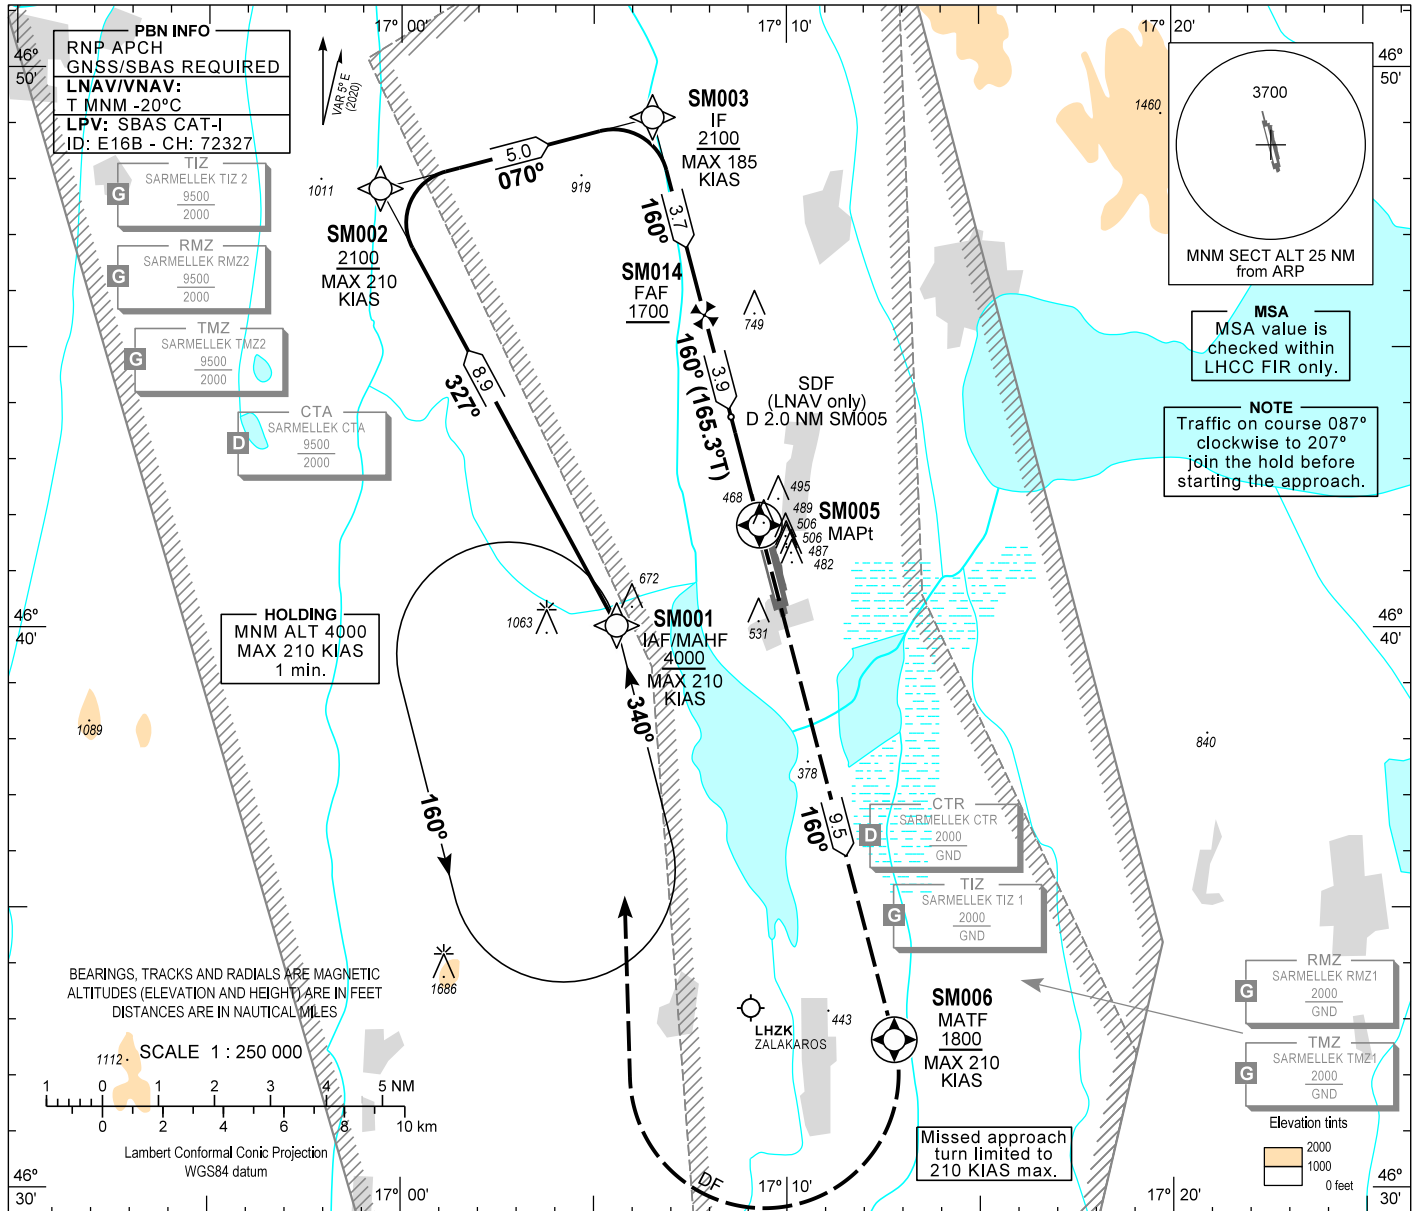 17° 00'
17° 10'
17° 20'
46°
50'
46°
50'
PBN INFO
RNP APCH
GNSS/SBAS REQUIRED
LNAV/VNAV:
T MNM -20°C
LPV: SBAS CAT-I
ID: E16B - CH: 72327
VAR 5° E
(2020)
SM003
IF
2100
MAX 185
KIAS
1460
3700
MNM SECT ALT 25 NM
from ARP
TIZ
SARMELLEK TIZ 2
9500
2000
G
1011
5.0
070°
919
3.7
160°
SM002
2100
MAX 210
KIAS
RMZ
SARMELLEK RMZ2
9500
2000
G
SM014
FAF
1700
749
MSA
MSA value is
checked within
LHCC FIR only.
TMZ
SARMELLEK TMZ2
9500
2000
G
8.9
327°
3.9
160° (165.3°T)
SDF
(LNAV only)
D 2.0 NM SM005
NOTE
Traffic on course 087°
clockwise to 207°
join the hold before
starting the approach.
CTA
SARMELLEK CTA
9500
2000
D
468
495
489
506
506
487
482
SM005
MAPt
672
1063
531
HOLDING
MNM ALT 4000
MAX 210 KIAS
1 min.
SM001
IAF/MAHF
4000
MAX 210
KIAS
46°
40'
46°
40'
340°
1089
840
378
160°
9.5
160°
CTR
SARMELLEK CTR
2000
GND
D
TIZ
SARMELLEK TIZ 1
2000
GND
G
1686
BEARINGS, TRACKS AND RADIALS ARE MAGNETIC
ALTITUDES (ELEVATION AND HEIGHT) ARE IN FEET
DISTANCES ARE IN NAUTICAL MILES
RMZ
SARMELLEK RMZ1
2000
GND
G
LHZK
ZALAKAROS
443
SM006
MATF
1800
MAX 210
KIAS
1112
SCALE 1 : 250 000
1 0 1 2 3 4 5 NM
0 2 4 6 8 10 km
Lambert Conformal Conic Projection
WGS84 datum
TMZ
SARMELLEK TMZ1
2000
GND
G
Missed approach
turn limited to
210 KIAS max.
DF
Elevation tints
2000
1000
0 feet
46°
30'
46°
30'
17° 00'
17° 10'
17° 20'